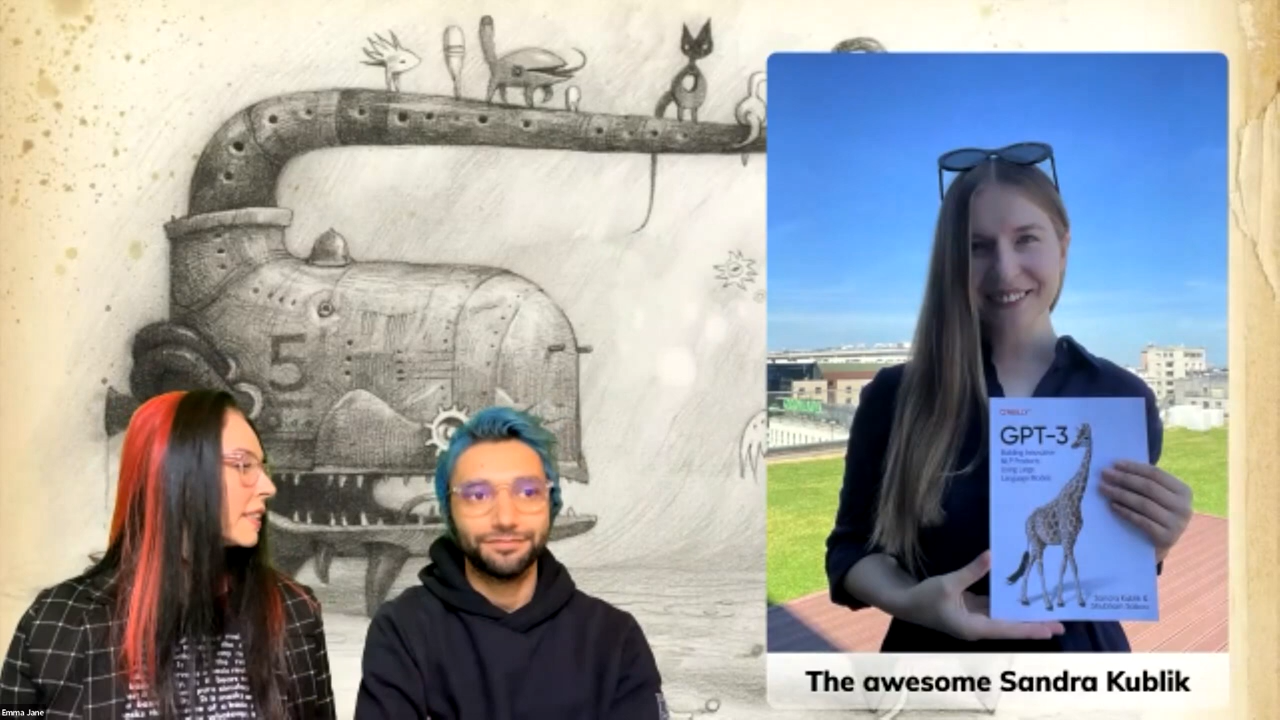 5
O'REILLY
GPT-3
Building Innovative
NLP Products
Using Large
Language Models
Sandra Kublik &
Shubham Saboo
The awesome Sandra Kublik
Emma Jane